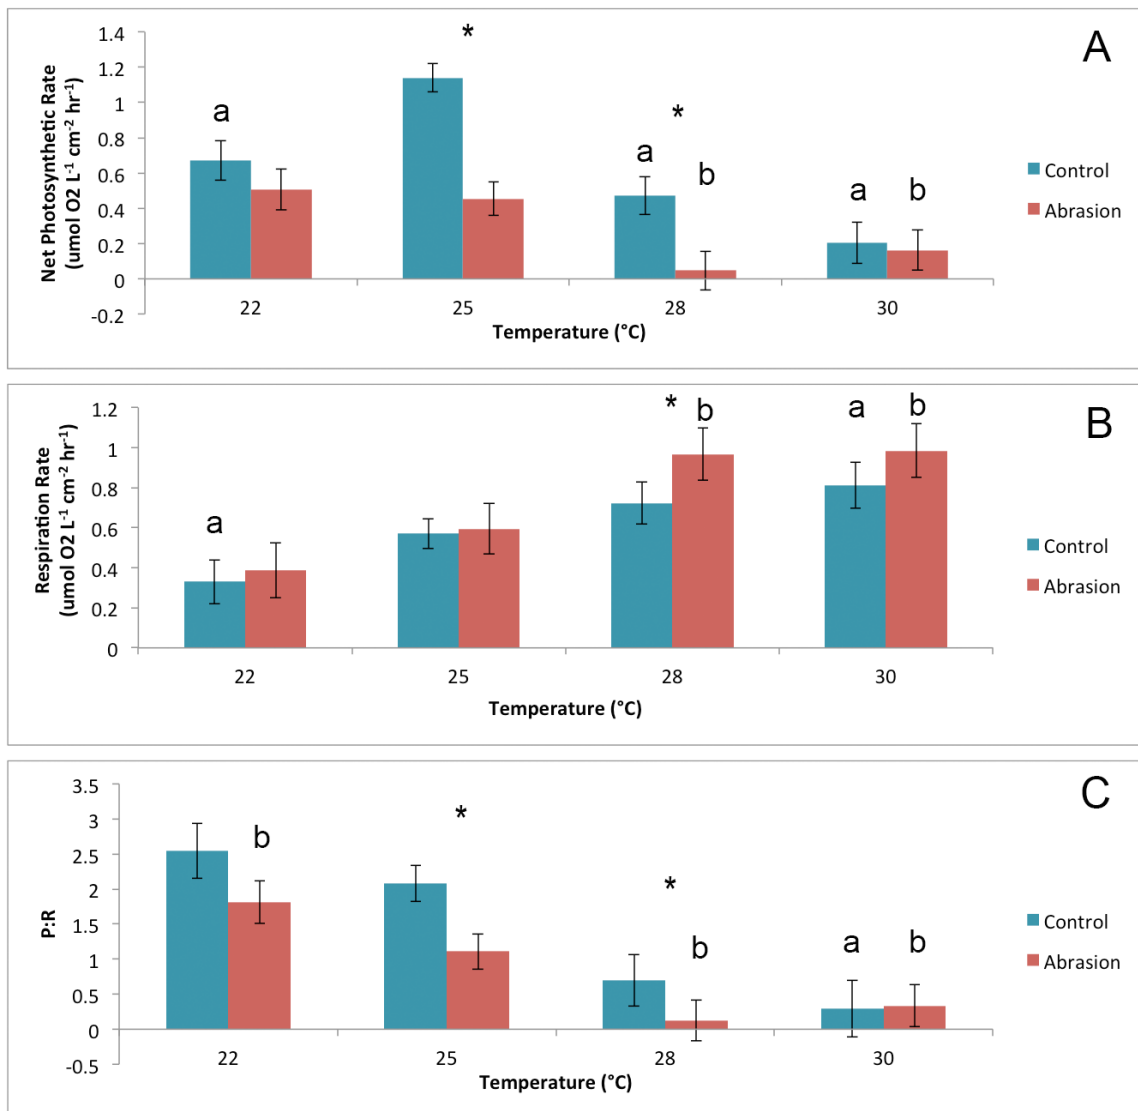 A
Net Photosynthetic Rate
(umol O2 L-1 cm-2 hr-1)
1.4
1.2
1
0.8
0.6
0.4
0.2
0
-0.2
a
*
*
a
b
a
b
22
25
28
30
Temperature (°C)
Control
Abrasion
B
Respiration Rate
(umol O2 L-1 cm-2 hr-1)
1.2
1
0.8
0.6
0.4
0.2
0
a
*
b
a
b
22
25
28
30
Temperature (°C)
Control
Abrasion
C
P:R
3.5
3
2.5
2
1.5
1
0.5
0
-0.5
b
*
*
b
a
b
22
25
28
30
Temperature (°C)
Control
Abrasion